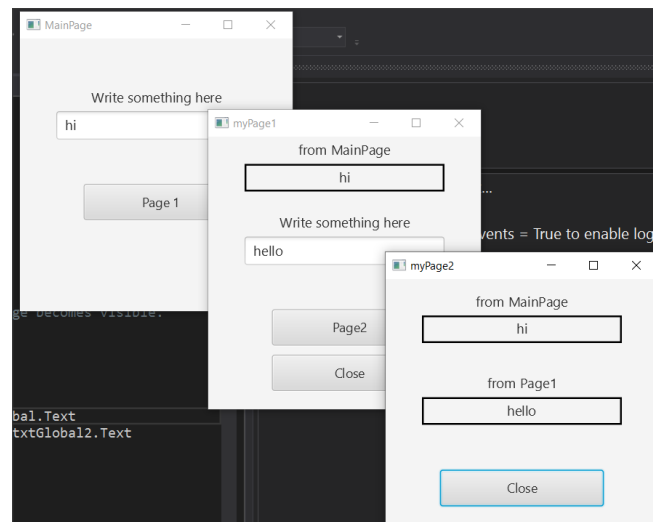 MainPage
Write something here
hi
Page 1
myPage1
from MainPage
hi
Write something here
hello
Page2
Close
...
vents = True to enable log
myPage2
from MainPage
hi
from Page1
hello
Close
ge becomes visible.
bal.Text
txtGlobal2.Text